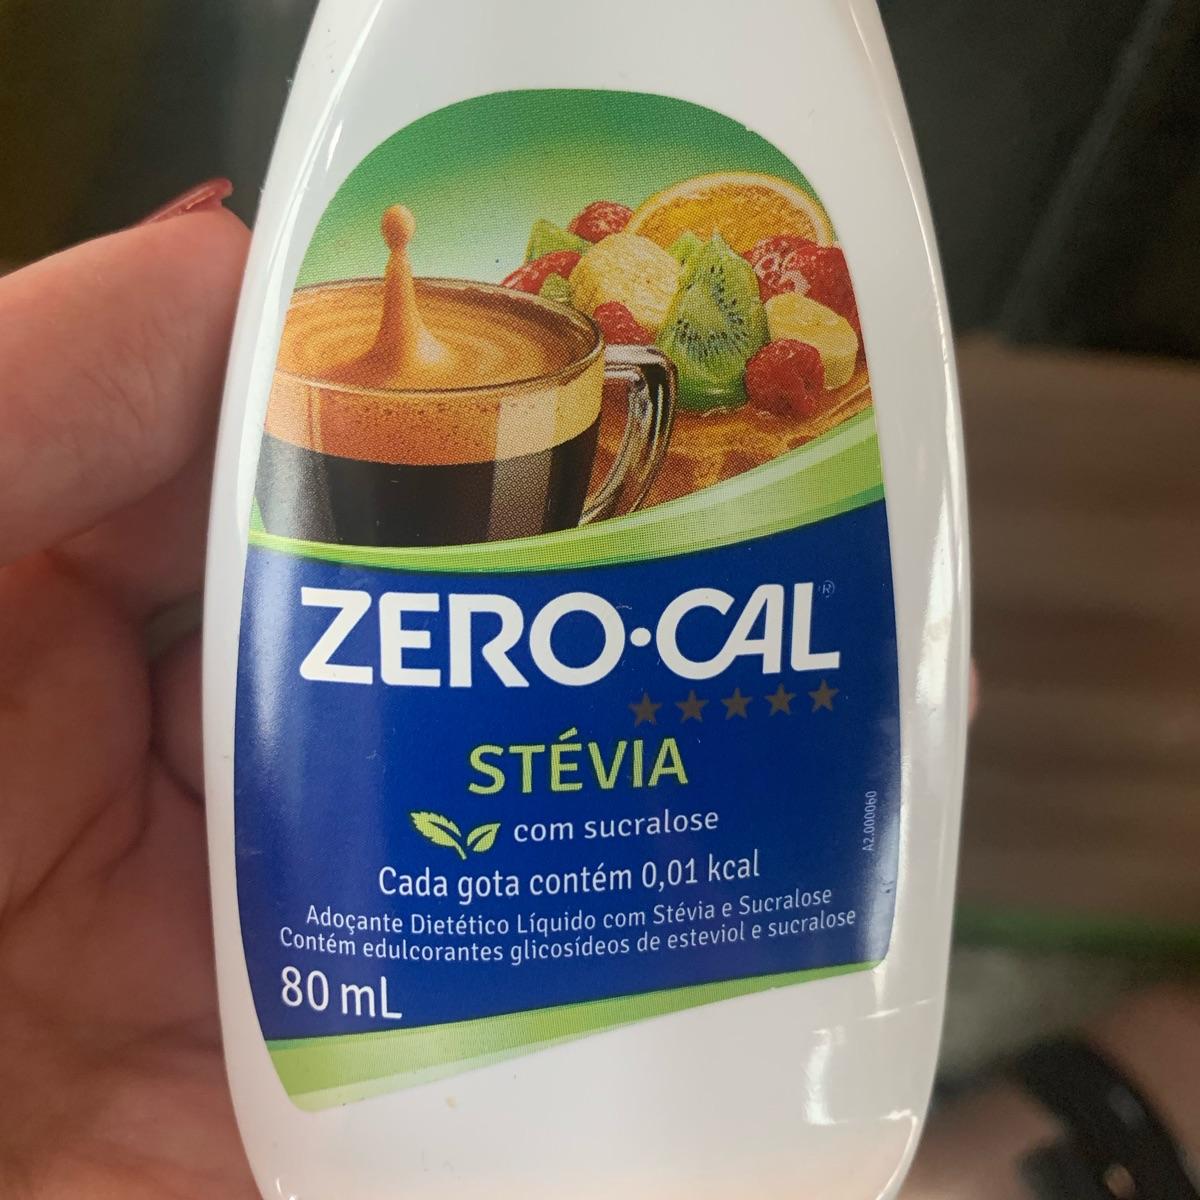 ZERO·CAL®
STÉVIA
com sucralose
Cada gota contém 0,01 kcal
Adoçante Dietético Líquido com Stévia e Sucralose
Contém edulcorantes glicosídeos de esteviol e sucralose
80 mL
A2.000060